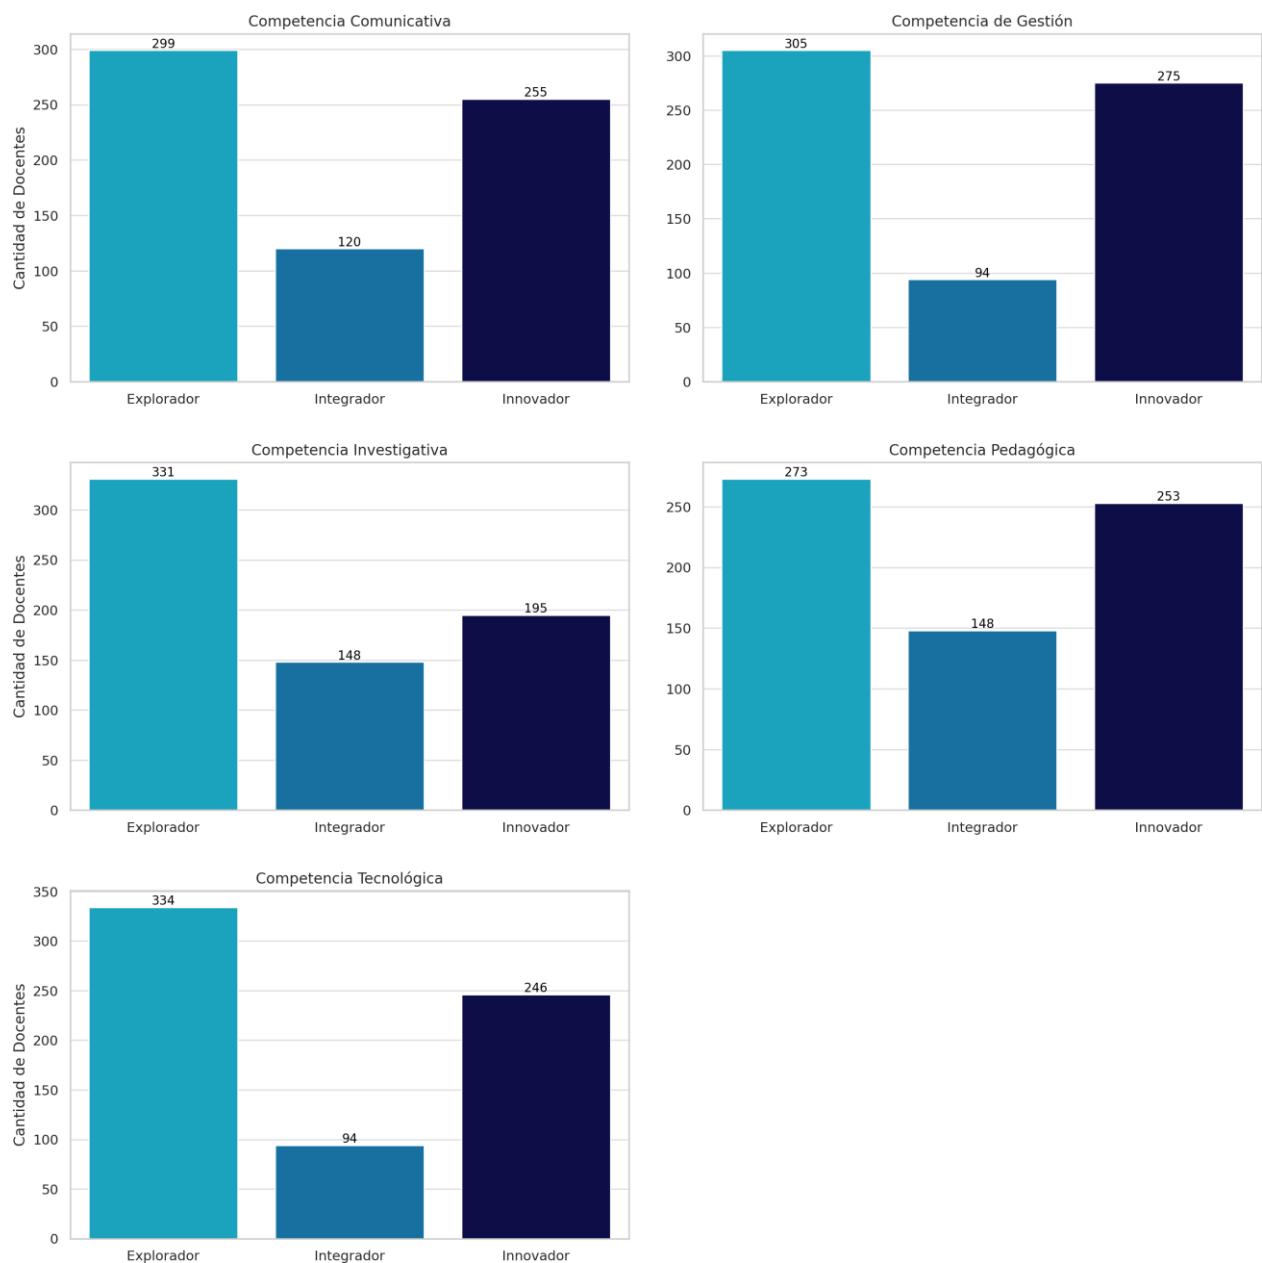 Competencia Comunicativa
Cantidad de Docentes
300
250
200
150
100
50
0
299
120
255
Explorador
Integrador
Innovador
Competencia de Gestión
300
250
200
150
100
50
0
305
94
275
Explorador
Integrador
Innovador
Competencia Investigativa
Cantidad de Docentes
300
250
200
150
100
50
0
331
148
195
Explorador
Integrador
Innovador
Competencia Pedagógica
250
200
150
100
50
0
273
148
253
Explorador
Integrador
Innovador
Competencia Tecnológica
Cantidad de Docentes
350
300
250
200
150
100
50
0
334
94
246
Explorador
Integrador
Innovador